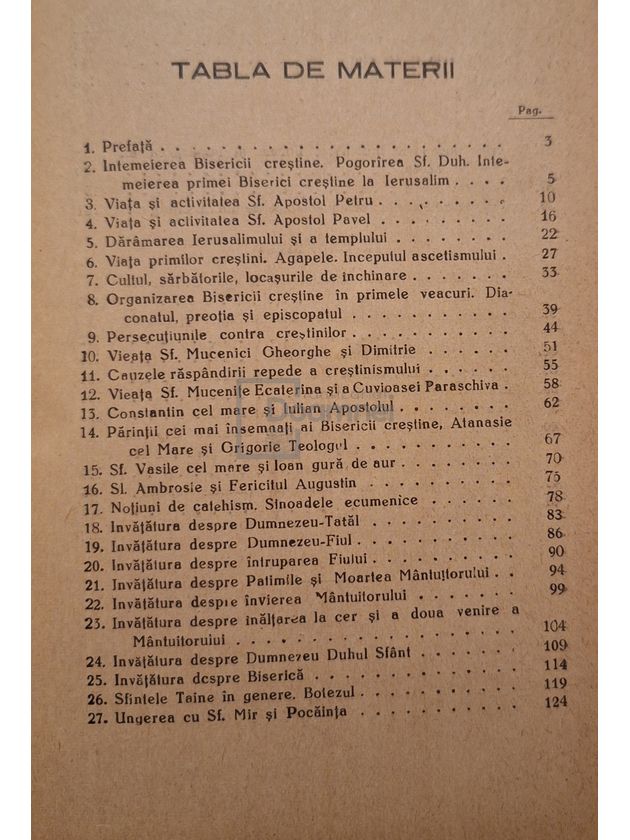 TABLA DE MATERII
Pag.
1. Prefață . . . . . . . . . . . . . . . . . . . 3
2. Intemeierea Bisericii creștine. Pogorîrea Sf. Duh. Inte-
meierea primei Biserici creștine la Ierusalim . . . . 5
3. Viața și activitatea Sf. Apostol Petru . . . . . . . . 10
4. Viața și activitatea Sf. Apostol Pavel . . . . . . . 16
5. Dărâmarea Ierusalimului și a templului . . . . . . . 22
6. Viața primilor creștini. Agapele. Inceputul ascetismului . 27
7. Cultul, sărbătorile, locașurile de închinare . . . . . . 33
8. Organizarea Bisericii creștine în primele veacuri. Dia-
conatul, preoția și episcopatul . . . . . . . . . . 39
9. Persecuțiunile contra creștinilor . . . . . . . . . 44
10. Vieața Sf. Mucenici Gheorghe și Dimitrie . . . . . . 51
11. Cauzele răspândirii repede a creștinismului . . . . . 55
12. Vieața Sf. Mucenițe Ecaterina și a Cuvioasei Paraschiva . 58
13. Constantin cel mare și Iulian Apostolul . . . . . . . 62
14. Părinții cei mai însemnați ai Bisericii creștine, Atanasie
cel Mare și Grigorie Teologul . . . . . . . . . . 67
15. Sf. Vasile cel mare și Ioan gură de aur . . . . . . . 70
16. Sf. Ambrosie și Fericitul Augustin . . . . . . . . . 75
17. Noțiuni de catehism. Sinoadele ecumenice . . . . . . 78
18. Invățătura despre Dumnezeu-Tatăl . . . . . . . . 83
19. Invățătura despre Dumnezeu-Fiul . . . . . . . . . 86
20. Invățătura despre întruparea Fiului . . . . . . . . 90
21. Invățătura despre Patimile și Moartea Mântuitorului . . 94
22. Invățătura despre învierea Mântuitorului . . . . . . . 99
23. Invățătura despre înălțarea la cer și a doua venire a
Mântuitorului . . . . . . . . . . . . . . . 104
24. Invățătura despre Dumnezeu Duhul Sfânt . . . . . . 109
25. Invățătura despre Biserică . . . . . . . . . . . 114
26. Sfintele Taine în genere. Botezul . . . . . . . . . 119
27. Ungerea cu Sf. Mir și Pocăința . . . . . . . . . . 124